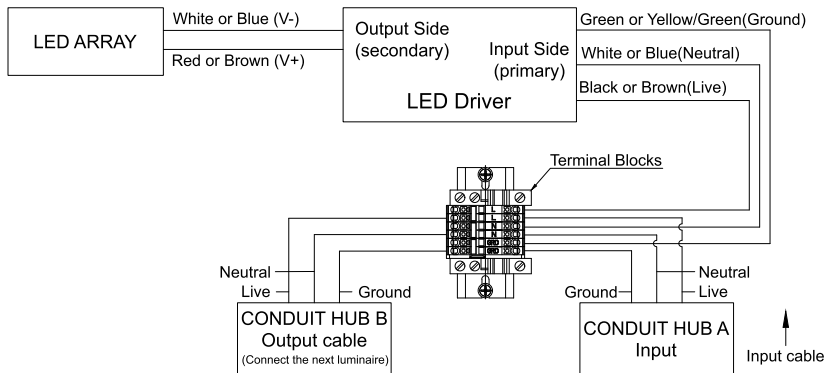 LED ARRAY
White or Blue (V-)
Red or Brown (V+)
Output Side
(secondary)
Input Side
(primary)
LED Driver
Green or Yellow/Green(Ground)
White or Blue(Neutral)
Black or Brown(Live)
Terminal Blocks
L
L
N
N
GRD
GRD
Neutral
Live
Ground
CONDUIT HUB B
Output cable
(Connect the next luminaire)
Ground
Neutral
Live
CONDUIT HUB A
Input
Input cable